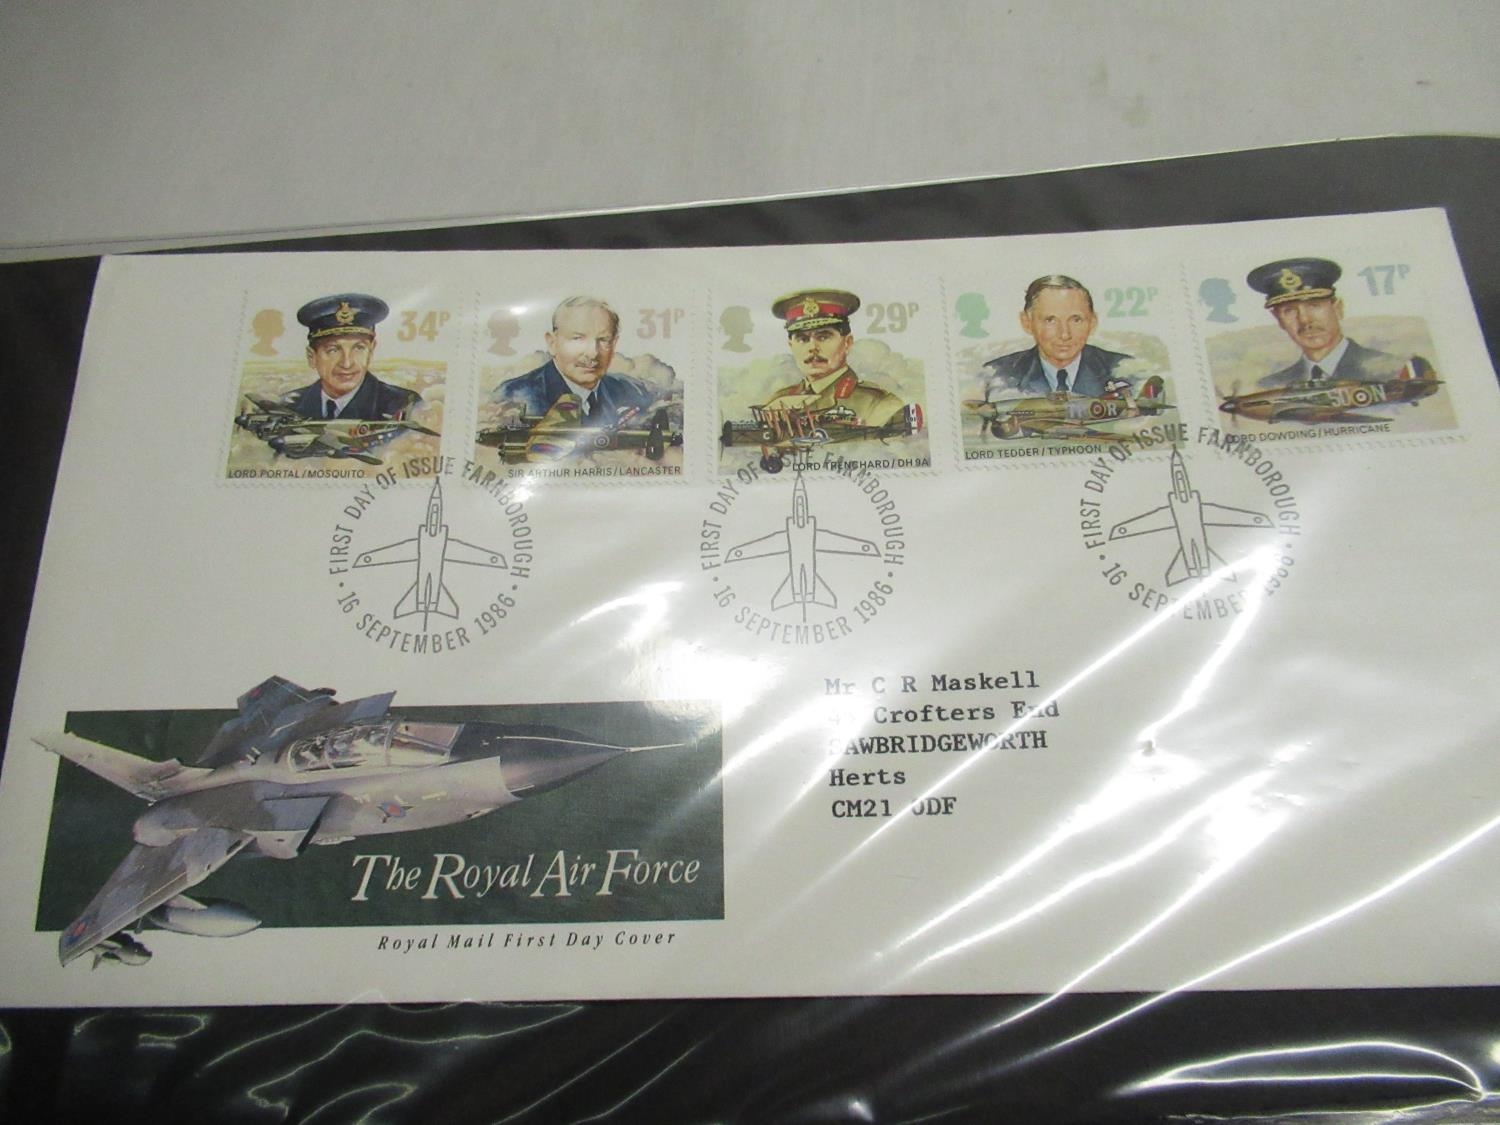 34P
LORD PORTAL/MOSQUITO
31P
SIR ARTHUR HARRIS/LANCASTER
29P
LORD TRENCHARD/DH 9A
22P
LORD TEDDER/TYPHOON
17P
LORD DOWDING/HURRICANE
FIRST DAY OF ISSUE FARNBOROUGH
16 SEPTEMBER 1986
FIRST DAY OF ISSUE FARNBOROUGH
16 SEPTEMBER 1986
FIRST DAY OF ISSUE FARNBOROUGH
16 SEPTEMBER 1986
Mr C R Maskell
Crofters End
SAWBRIDGEWORTH
Herts
CM21 0DF
The Royal Air Force
Royal Mail First Day Cover